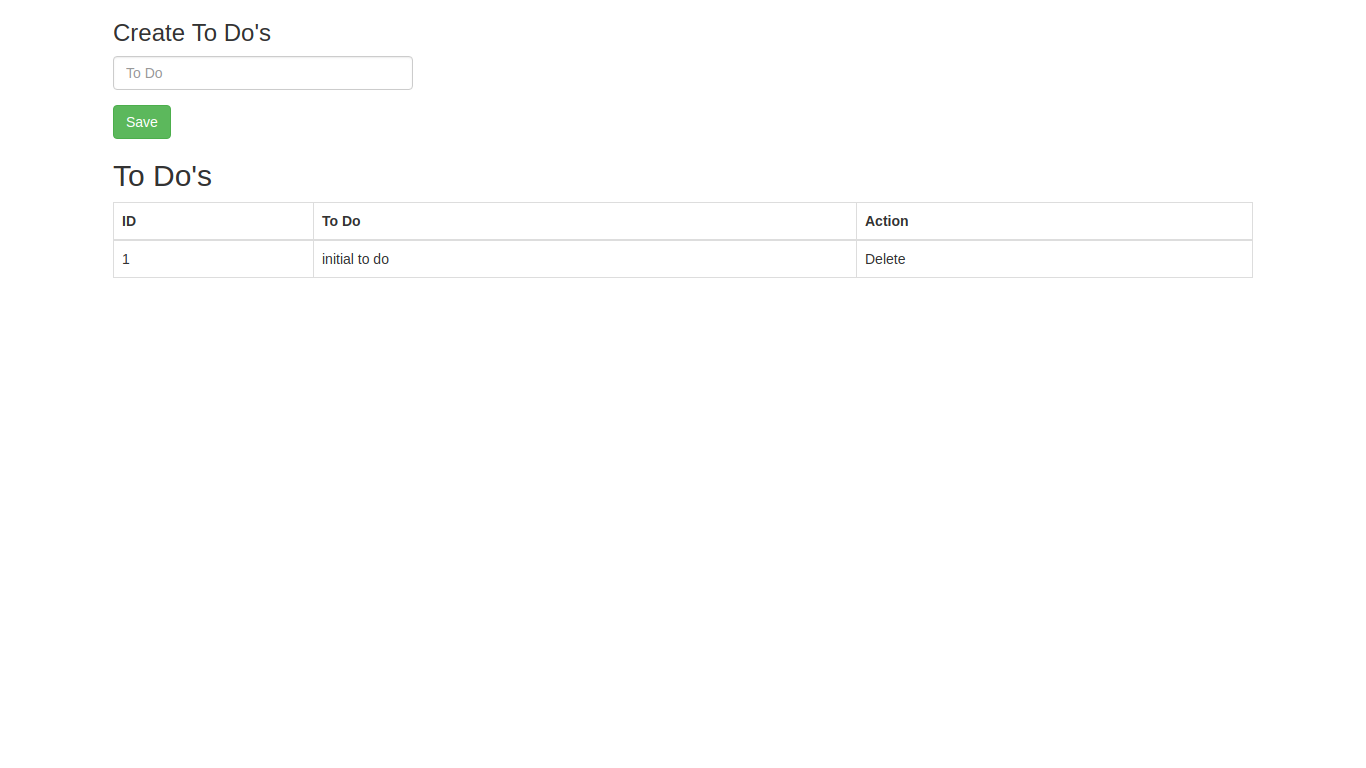 Create To Do's
To Do
Save
To Do's
ID To Do Action
1 initial to do Delete